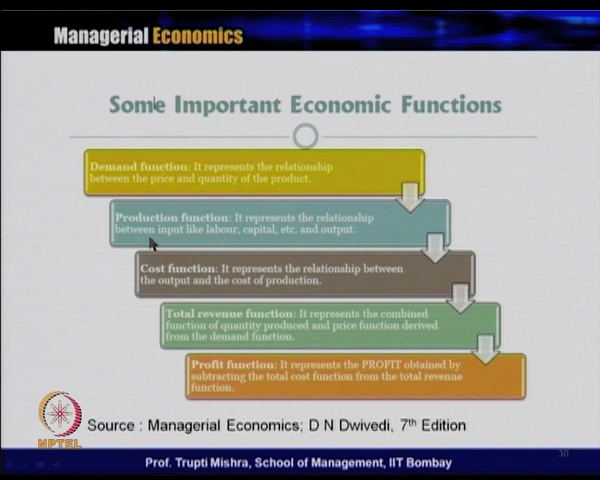 Managerial Economics
Some Important Economic Functions
Demand function: It represents the relationship
between the price and quantity of the product.
Production function: It represents the relationship
between input like labour, capital, etc. and output.
Cost function: It represents the relationship between
the output and the cost of production.
Total revenue function: It represents the combined
function of quantity produced and price function derived
from the demand function.
Profit function: It represents the PROFIT obtained by
subtracting the total cost function from the total revenue
function.
Source : Managerial Economics; D N Dwivedi, 7th Edition
NPTEL
Prof. Trupti Mishra, School of Management, IIT Bombay
30